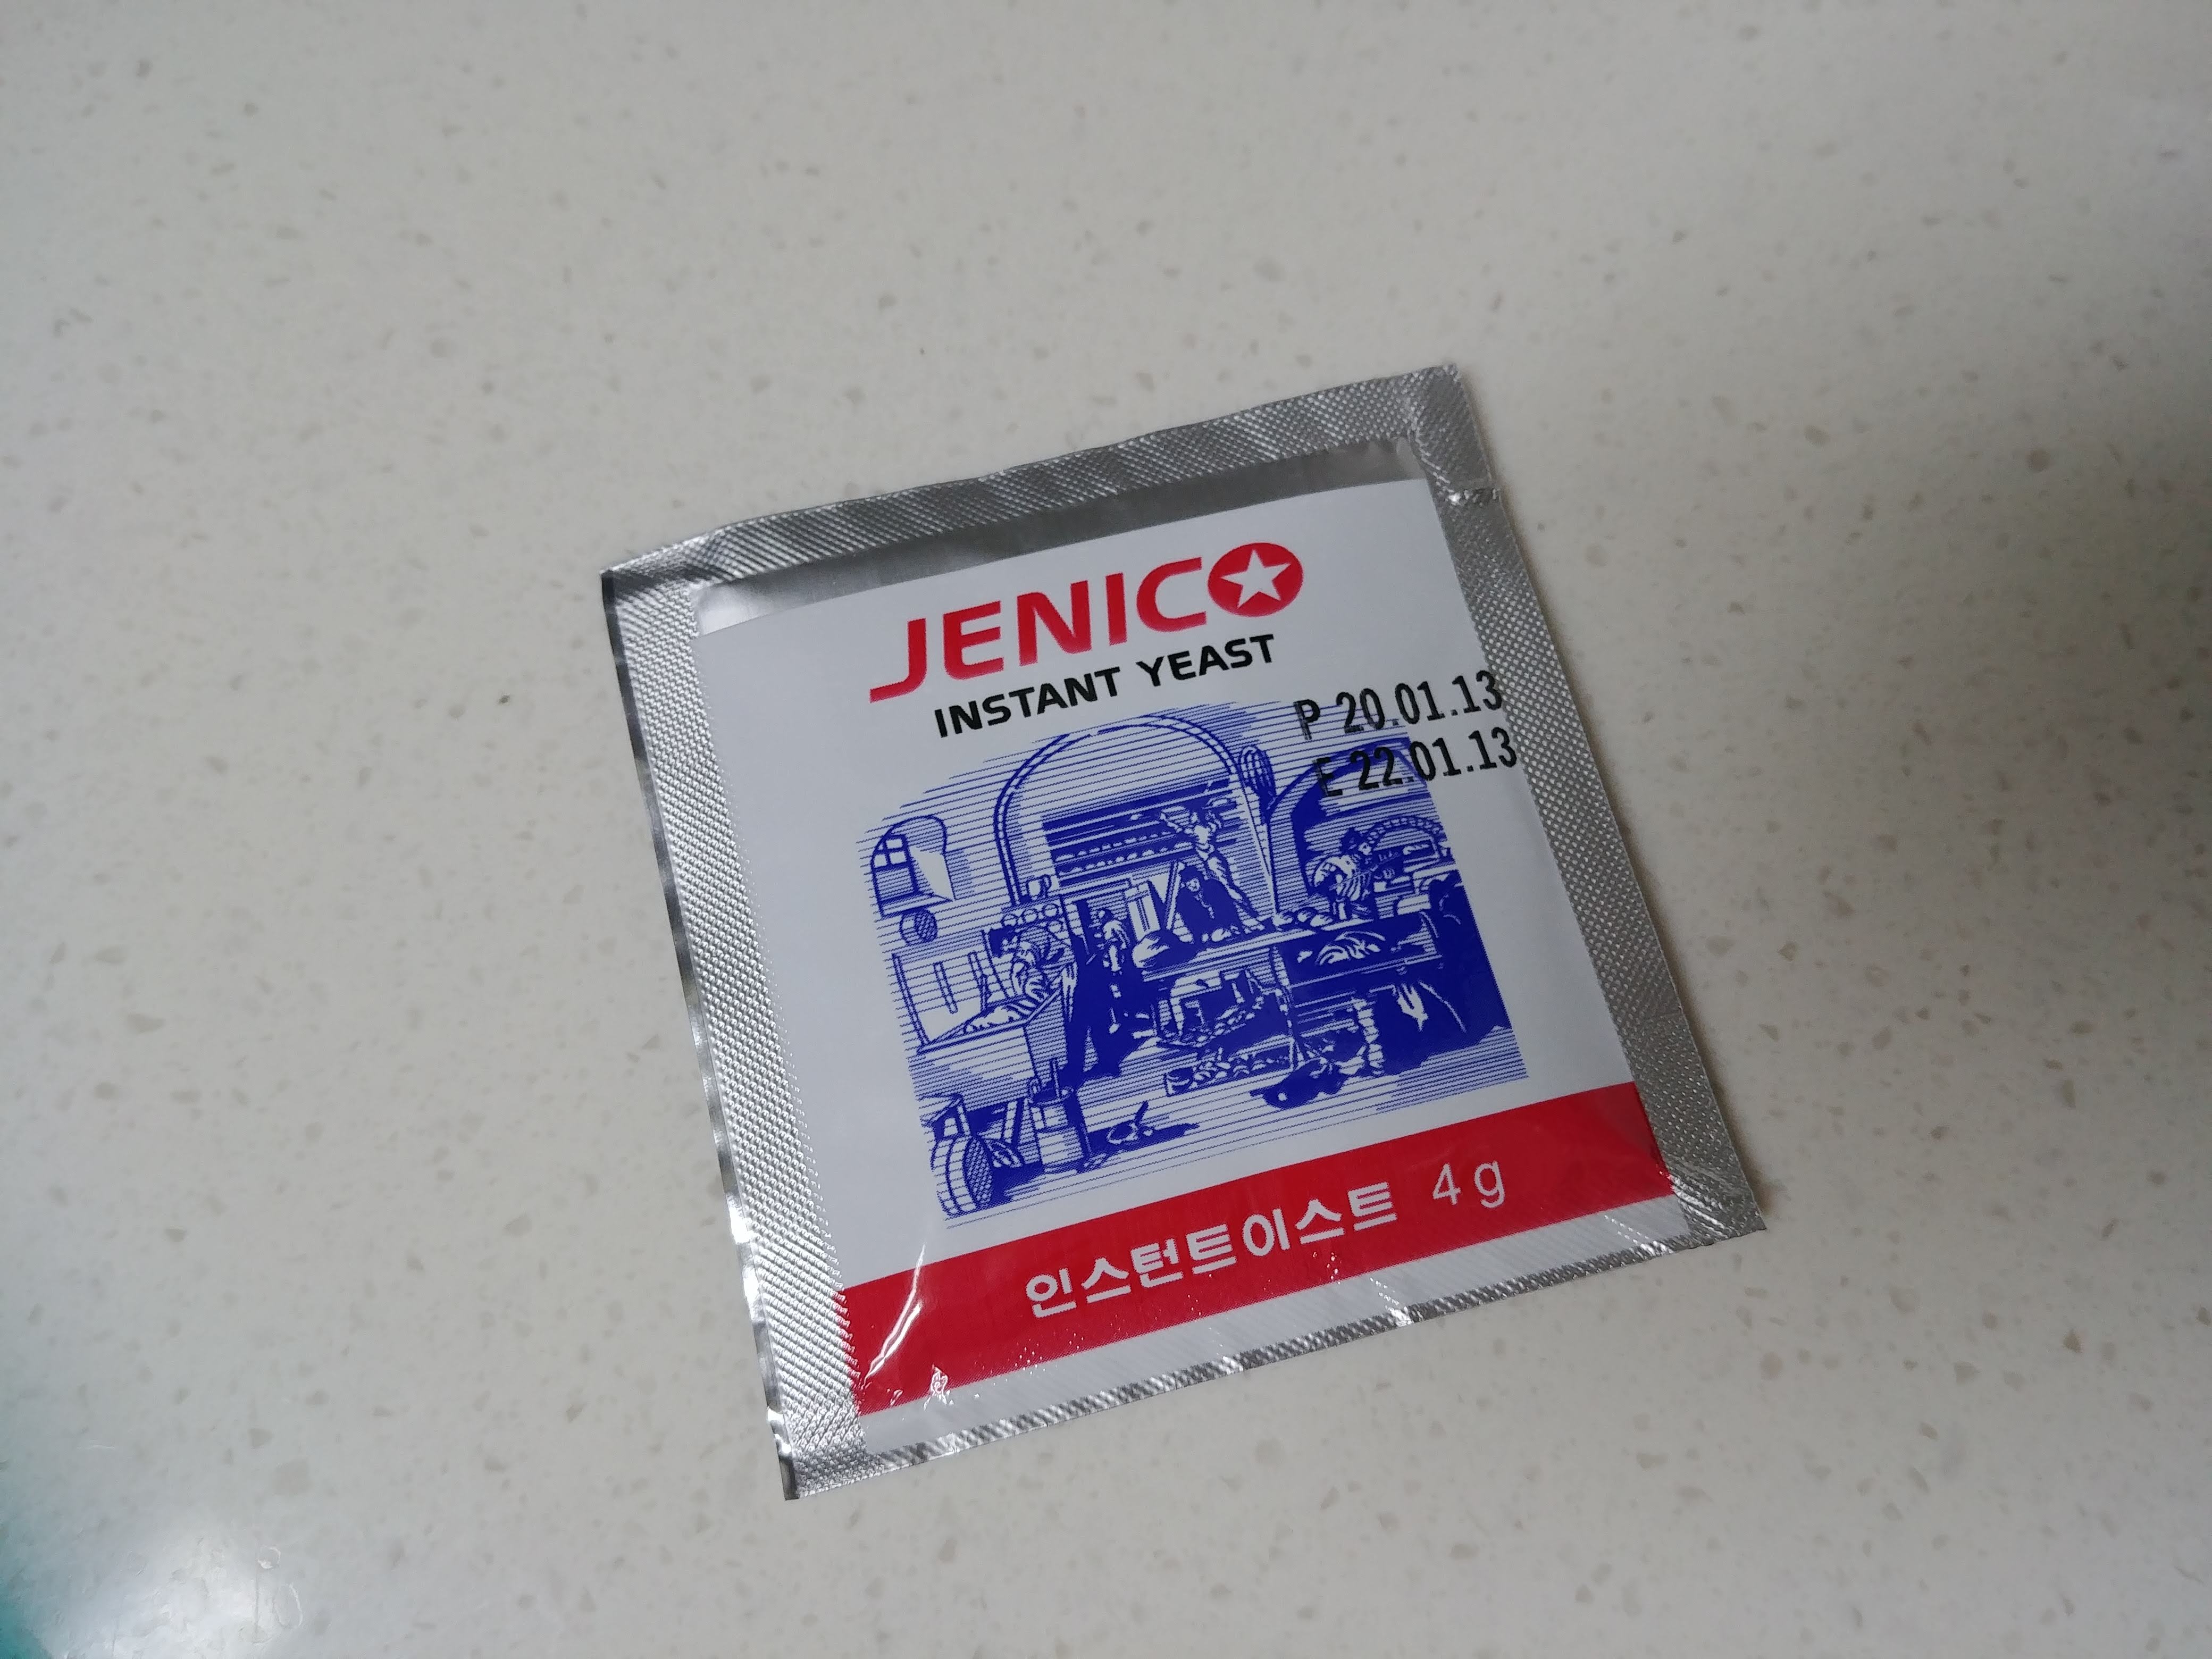 JENICO
INSTANT YEAST
P 20.01.13
E 22.01.13
인스턴트이스트 4g